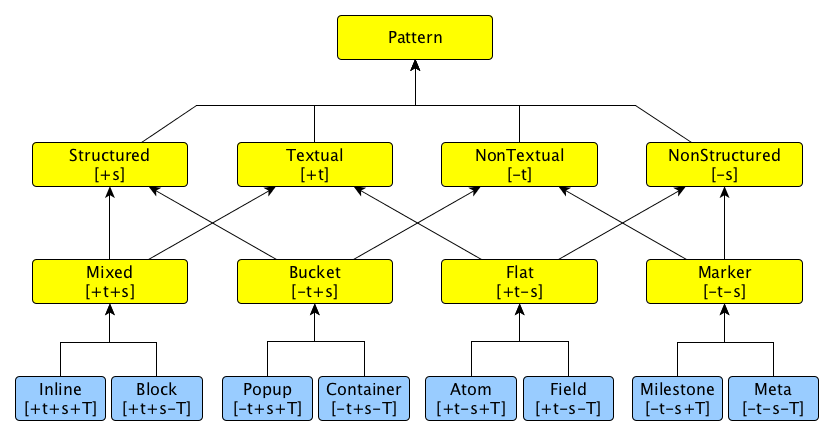 Pattern
Structured
[+s]
Textual
[+t]
NonTextual
[-t]
NonStructured
[-s]
Mixed
[+t+s]
Bucket
[-t+s]
Flat
[+t-s]
Marker
[-t-s]
Inline
[+t+s+T]
Block
[+t+s-T]
Popup
[-t+s+T]
Container
[-t+s-T]
Atom
[+t-s+T]
Field
[+t-s-T]
Milestone
[-t-s+T]
Meta
[-t-s-T]